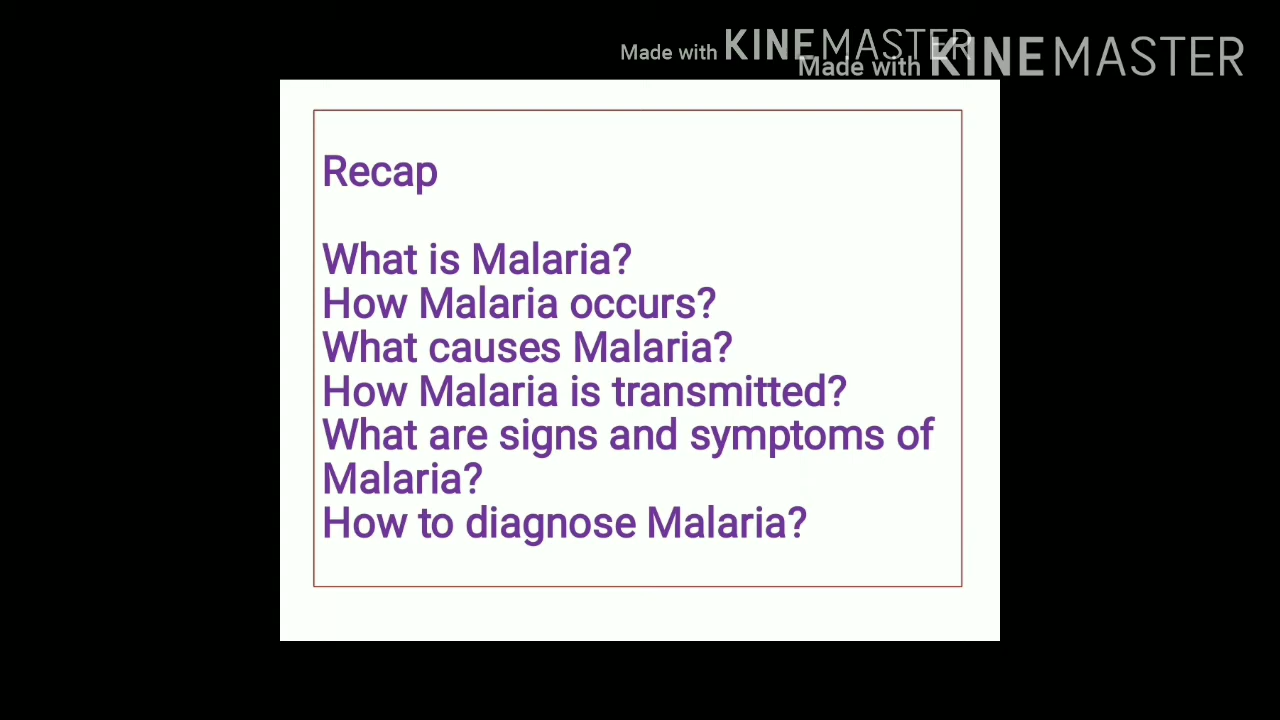 Made with KINEMASTER
Made with KINEMASTER
Recap
What is Malaria?
How Malaria occurs?
What causes Malaria?
How Malaria is transmitted?
What are signs and symptoms of
Malaria?
How to diagnose Malaria?